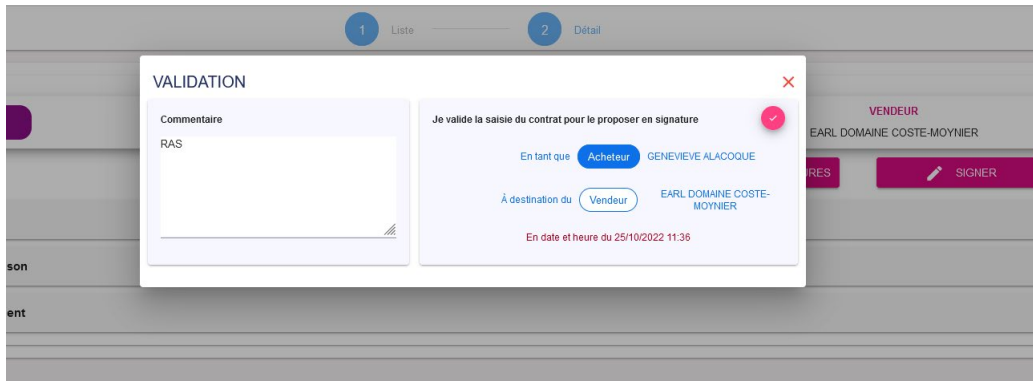 1 Liste 2 Détail
VALIDATION
Commentaire
RAS
Je valide la saisie du contrat pour le proposer en signature
En tant que Acheteur GENEVIEVE ALACOQUE
À destination du Vendeur EARL DOMAINE COSTE-
MOYNIER
En date et heure du 25/10/2022 11:36
VENDEUR
EARL DOMAINE COSTE-MOYNIER
RES
SIGNER
son
ent